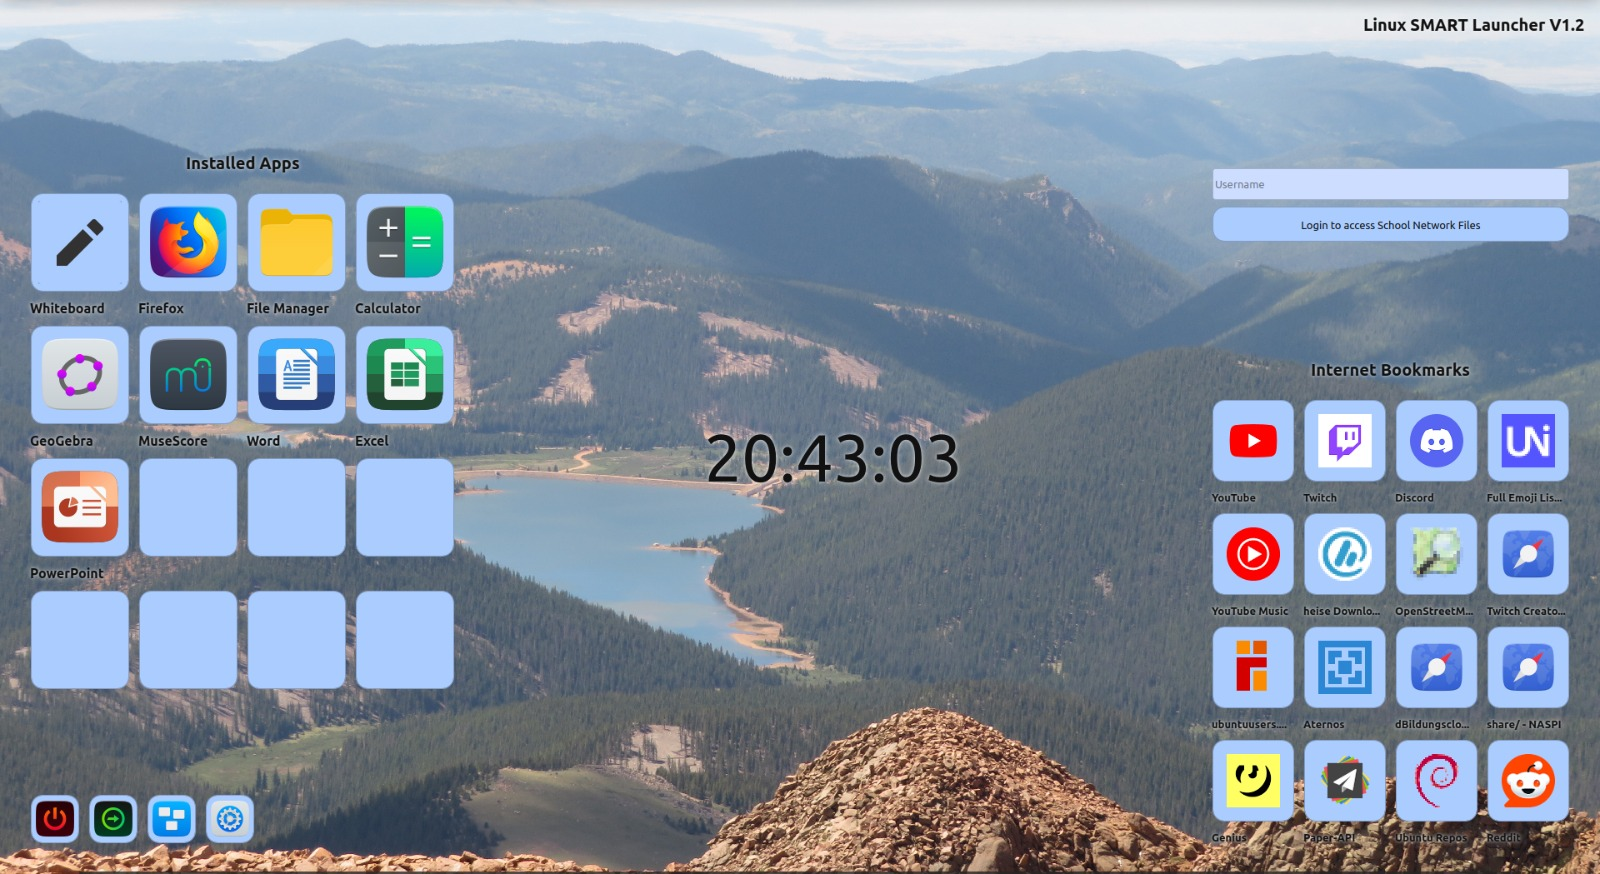 Linux SMART Launcher V1.2
Installed Apps
Whiteboard
Firefox
File Manager
Calculator
GeoGebra
MuseScore
Word
Excel
PowerPoint
20:43:03
Username
Login to access School Network Files
Internet Bookmarks
UNi
YouTube
Twitch
Discord
Full Emoji Lis...
YouTube Music
heise Downlo...
OpenStreetM...
Twitch Creato...
ubuntuusers....
Aternos
dBildungsclo...
share/ - NASPI
Genius
Paper-API
Ubuntu Repos
Reddit